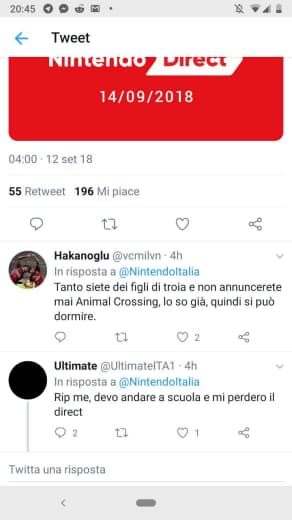 20:45
Tweet
Nintendo Direct
14/09/2018
04:00 · 12 set 18
55 Retweet 196 Mi piace
Hakanoglu @vcmilvn · 4h
In risposta a @NintendoItalia
Tanto siete dei figli di troia e non annuncerete
mai Animal Crossing, lo so già, quindi si può
dormire.
2
Ultimate @UltimateITA1 · 4h
In risposta a @NintendoItalia
Rip me, devo andare a scuola e mi perdero il
direct
2 1
Twitta una risposta